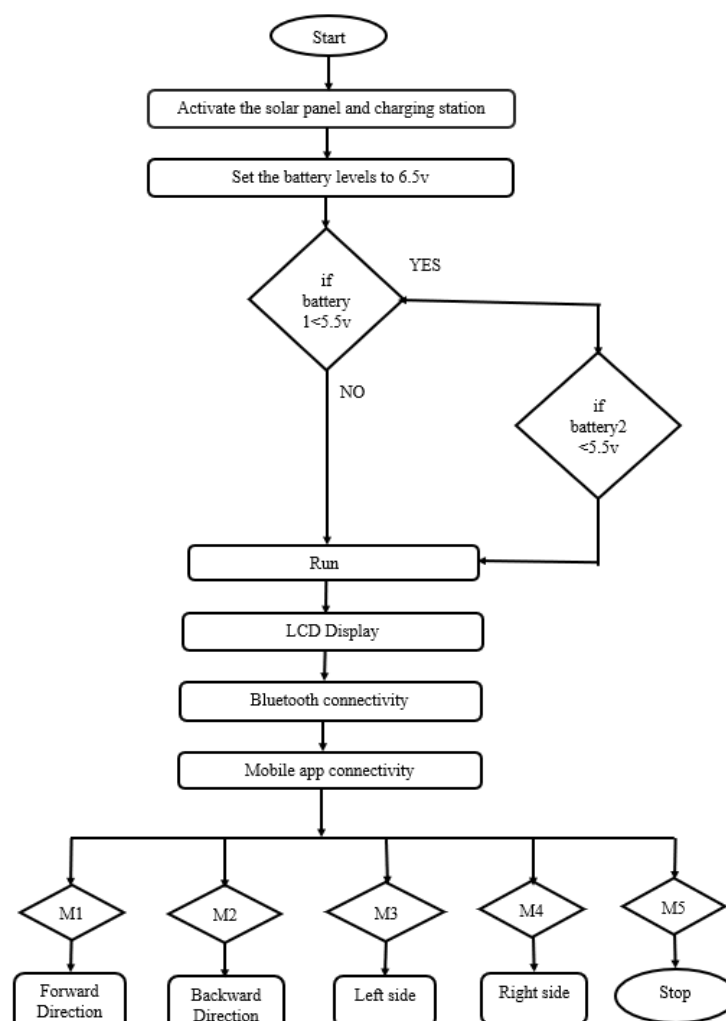 Start
Activate the solar panel and charging station
Set the battery levels to 6.5v
YES
if
battery
1<5.5v
NO
if
battery2
<5.5v
Run
LCD Display
Bluetooth connectivity
Mobile app connectivity
M1
M2
M3
M4
M5
Forward
Direction
Backward
Direction
Left side
Right side
Stop